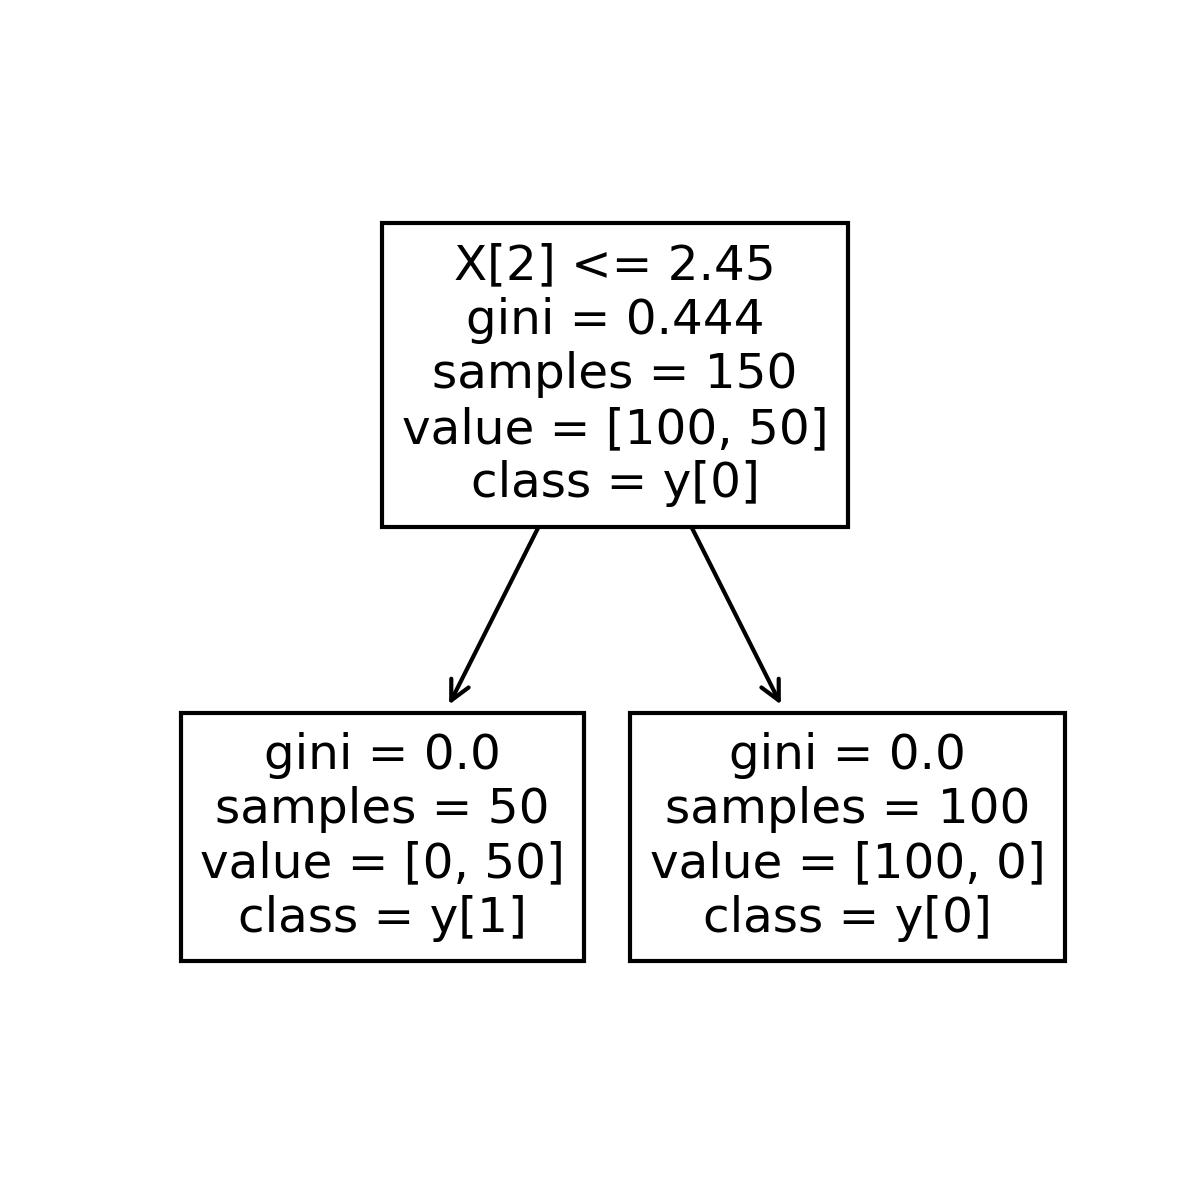 X[2] <= 2.45
gini = 0.444
samples = 150
value = [100, 50]
class = y[0]
gini = 0.0
samples = 50
value = [0, 50]
class = y[1]
gini = 0.0
samples = 100
value = [100, 0]
class = y[0]